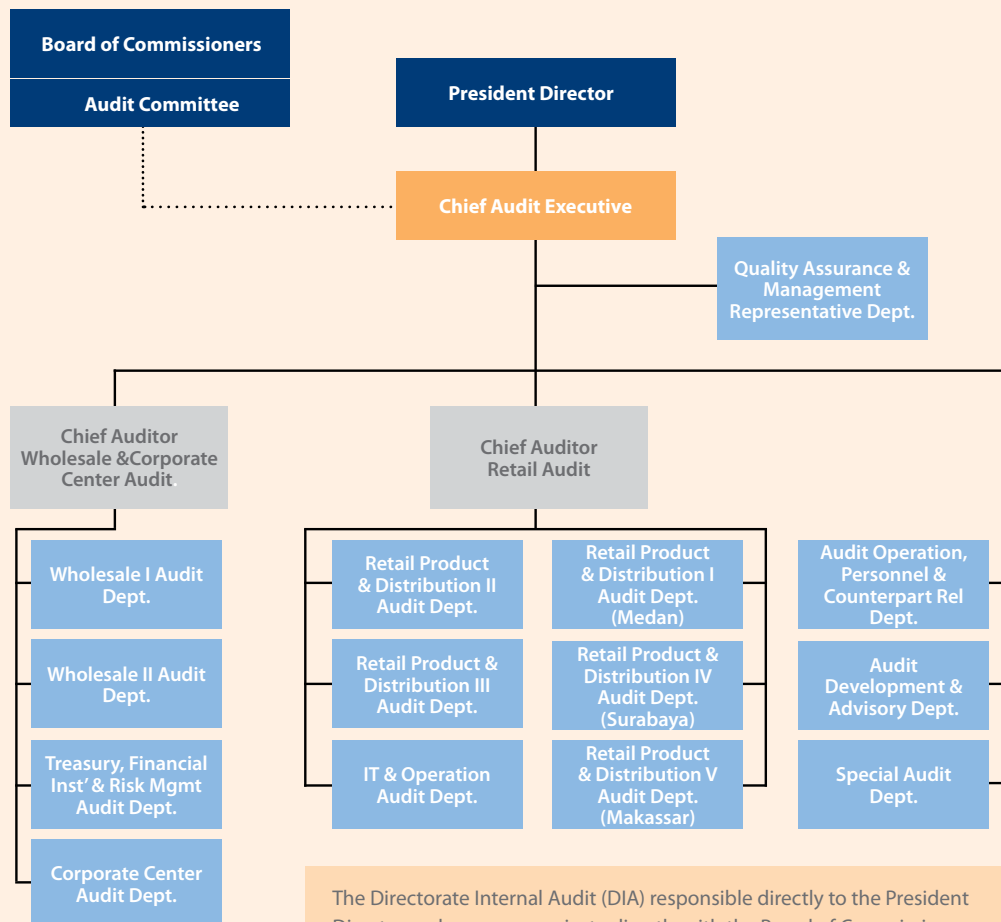 Board of Commissioners
Audit Committee
President Director
Chief Audit Executive
Quality Assurance &
Management
Representative Dept.
Chief Auditor
Wholesale &Corporate
Center Audit.
Chief Auditor
Retail Audit
Wholesale I Audit
Dept.
Wholesale II Audit
Dept.
Treasury, Financial
Inst' & Risk Mgmt
Audit Dept.
Corporate Center
Audit Dept.
Retail Product
& Distribution II
Audit Dept.
Retail Product &
Distribution III
Audit Dept.
IT & Operation
Audit Dept.
Retail Product
& Distribution I
Audit Dept.
(Medan)
Retail Product &
Distribution IV
Audit Dept.
(Surabaya)
Retail Product
& Distribution V
Audit Dept.
(Makassar)
Audit Operation,
Personnel &
Counterpart Rel
Dept.
Audit
Development &
Advisory Dept.
Special Audit
Dept.
The Directorate Internal Audit (DIA) responsible directly to the President